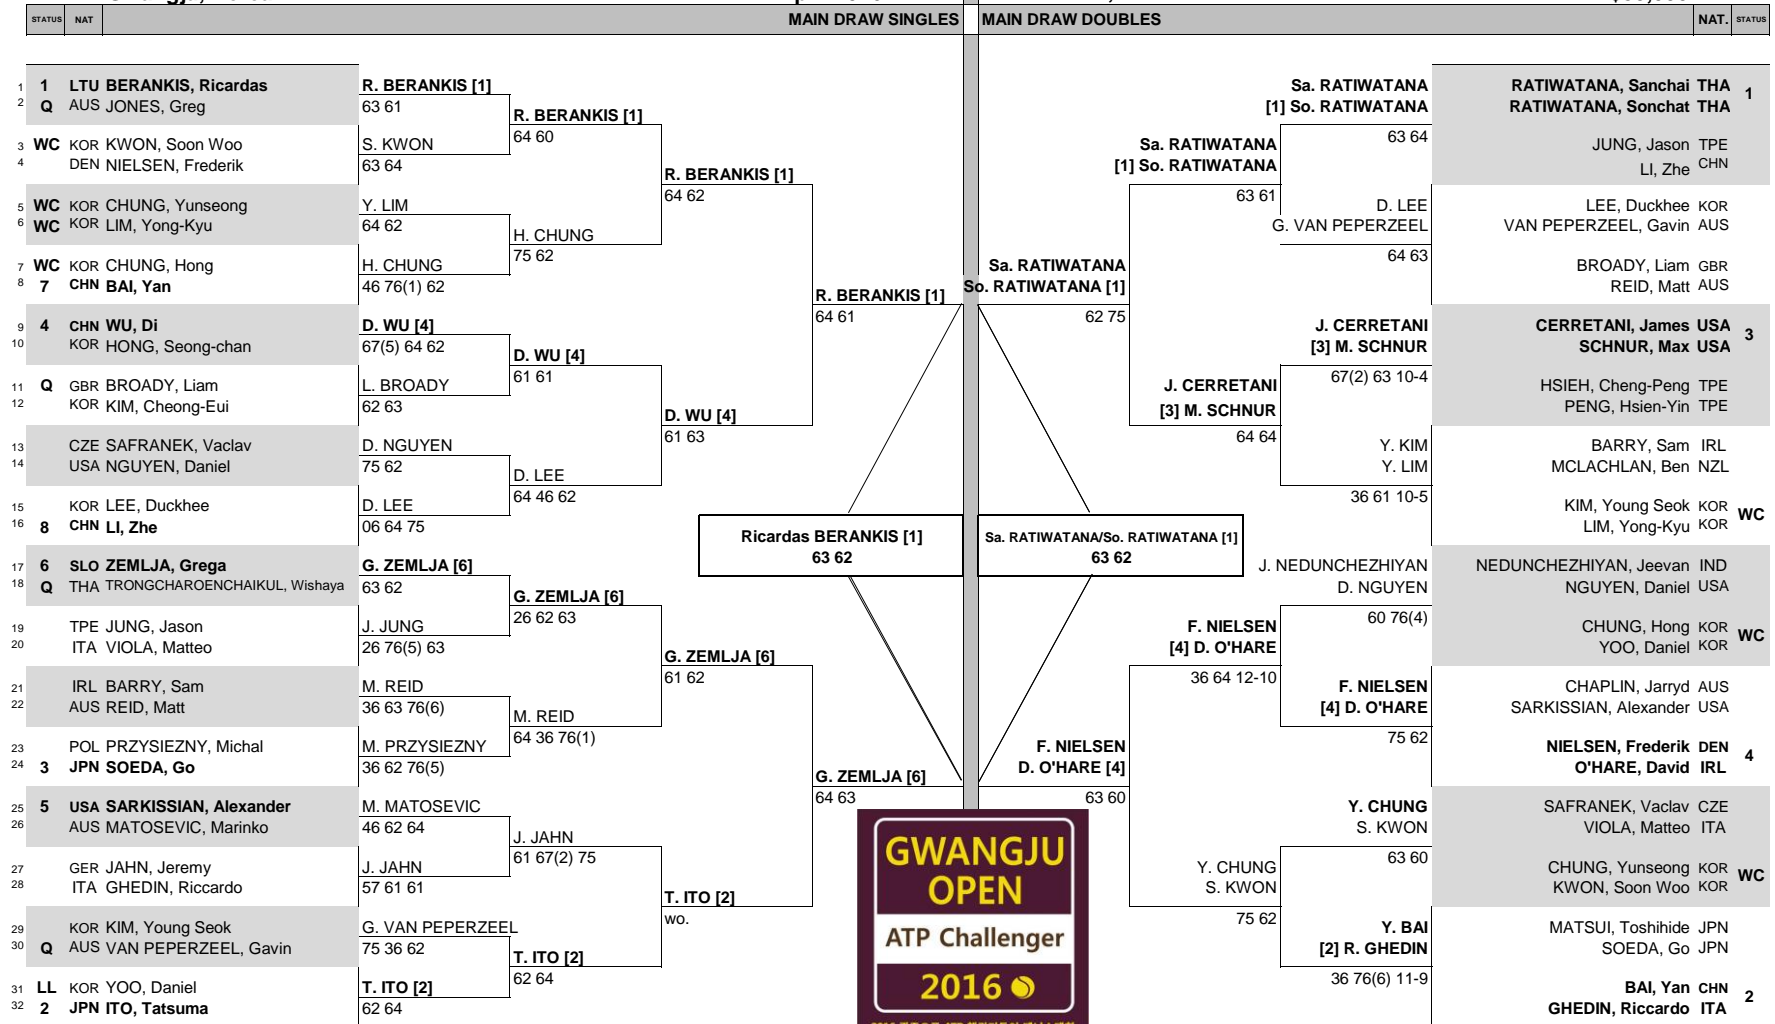 STATUS NAT MAIN DRAW SINGLES MAIN DRAW DOUBLES NAT. STATUS
1 1 LTU BERANKIS, Ricardas
2 Q AUS JONES, Greg
3 WC KOR KWON, Soon Woo
4 DEN NIELSEN, Frederik
5 WC KOR CHUNG, Yunseong
6 WC KOR LIM, Yong-Kyu
7 WC KOR CHUNG, Hong
8 7 CHN BAI, Yan
9 4 CHN WU, Di
10 KOR HONG, Seong-chan
11 Q GBR BROADY, Liam
12 KOR KIM, Cheong-Eui
13 CZE SAFRANEK, Vaclav
14 USA NGUYEN, Daniel
15 KOR LEE, Duckhee
16 8 CHN LI, Zhe
17 6 SLO ZEMLJA, Grega
18 Q THA TRONGCHAROENCHAIKUL, Wishaya
19 TPE JUNG, Jason
20 ITA VIOLA, Matteo
21 IRL BARRY, Sam
22 AUS REID, Matt
23 POL PRZYSIEZNY, Michal
24 3 JPN SOEDA, Go
25 5 USA SARKISSIAN, Alexander
26 AUS MATOSEVIC, Marinko
27 GER JAHN, Jeremy
28 ITA GHEDIN, Riccardo
29 KOR KIM, Young Seok
30 Q AUS VAN PEPERZEEL, Gavin
31 LL KOR YOO, Daniel
32 2 JPN ITO, Tatsuma
R. BERANKIS [1]
63 61
S. KWON
63 64
Y. LIM
64 62
H. CHUNG
46 76(1) 62
D. WU [4]
67(5) 64 62
L. BROADY
62 63
D. NGUYEN
75 62
D. LEE
06 64 75
G. ZEMLJA [6]
63 62
J. JUNG
26 76(5) 63
M. REID
36 63 76(6)
M. PRZYSIEZNY
36 62 76(5)
M. MATOSEVIC
46 62 64
J. JAHN
57 61 61
G. VAN PEPERZEEL
75 36 62
T. ITO [2]
62 64
R. BERANKIS [1]
64 60
H. CHUNG
75 62
D. WU [4]
61 61
D. LEE
64 46 62
G. ZEMLJA [6]
26 62 63
M. REID
64 36 76(1)
J. JAHN
61 67(2) 75
T. ITO [2]
62 64
R. BERANKIS [1]
64 62
D. WU [4]
61 63
G. ZEMLJA [6]
61 62
T. ITO [2]
wo.
R. BERANKIS [1]
64 61
G. ZEMLJA [6]
64 63
Ricardas BERANKIS [1]
63 62
Sa. RATIWATANA/So. RATIWATANA [1]
63 62
Sa. RATIWATANA
So. RATIWATANA [1]
62 75
F. NIELSEN
D. O'HARE [4]
63 60
Sa. RATIWATANA
[1] So. RATIWATANA
63 61
J. CERRETANI
[3] M. SCHNUR
64 64
F. NIELSEN
[4] D. O'HARE
36 64 12-10
Y. CHUNG
S. KWON
75 62
Sa. RATIWATANA
[1] So. RATIWATANA
63 64
D. LEE
G. VAN PEPERZEEL
64 63
J. CERRETANI
[3] M. SCHNUR
67(2) 63 10-4
Y. KIM
Y. LIM
36 61 10-5
J. NEDUNCHEZHIYAN
D. NGUYEN
60 76(4)
F. NIELSEN
[4] D. O'HARE
75 62
Y. CHUNG
S. KWON
63 60
Y. BAI
[2] R. GHEDIN
36 76(6) 11-9
RATIWATANA, Sanchai THA 1
RATIWATANA, Sonchat THA
JUNG, Jason TPE
LI, Zhe CHN
LEE, Duckhee KOR
VAN PEPERZEEL, Gavin AUS
BROADY, Liam GBR
REID, Matt AUS
CERRETANI, James USA 3
SCHNUR, Max USA
HSIEH, Cheng-Peng TPE
PENG, Hsien-Yin TPE
BARRY, Sam IRL
MCLACHLAN, Ben NZL
KIM, Young Seok KOR WC
LIM, Yong-Kyu KOR
NEDUNCHEZHIYAN, Jeevan IND
NGUYEN, Daniel USA
CHUNG, Hong KOR WC
YOO, Daniel KOR
CHAPLIN, Jarryd AUS
SARKISSIAN, Alexander USA
NIELSEN, Frederik DEN 4
O'HARE, David IRL
SAFRANEK, Vaclav CZE
VIOLA, Matteo ITA
CHUNG, Yunseong KOR WC
KWON, Soon Woo KOR
MATSUI, Toshihide JPN
SOEDA, Go JPN
BAI, Yan CHN 2
GHEDIN, Riccardo ITA
GWANGJU
OPEN
ATP Challenger
2016